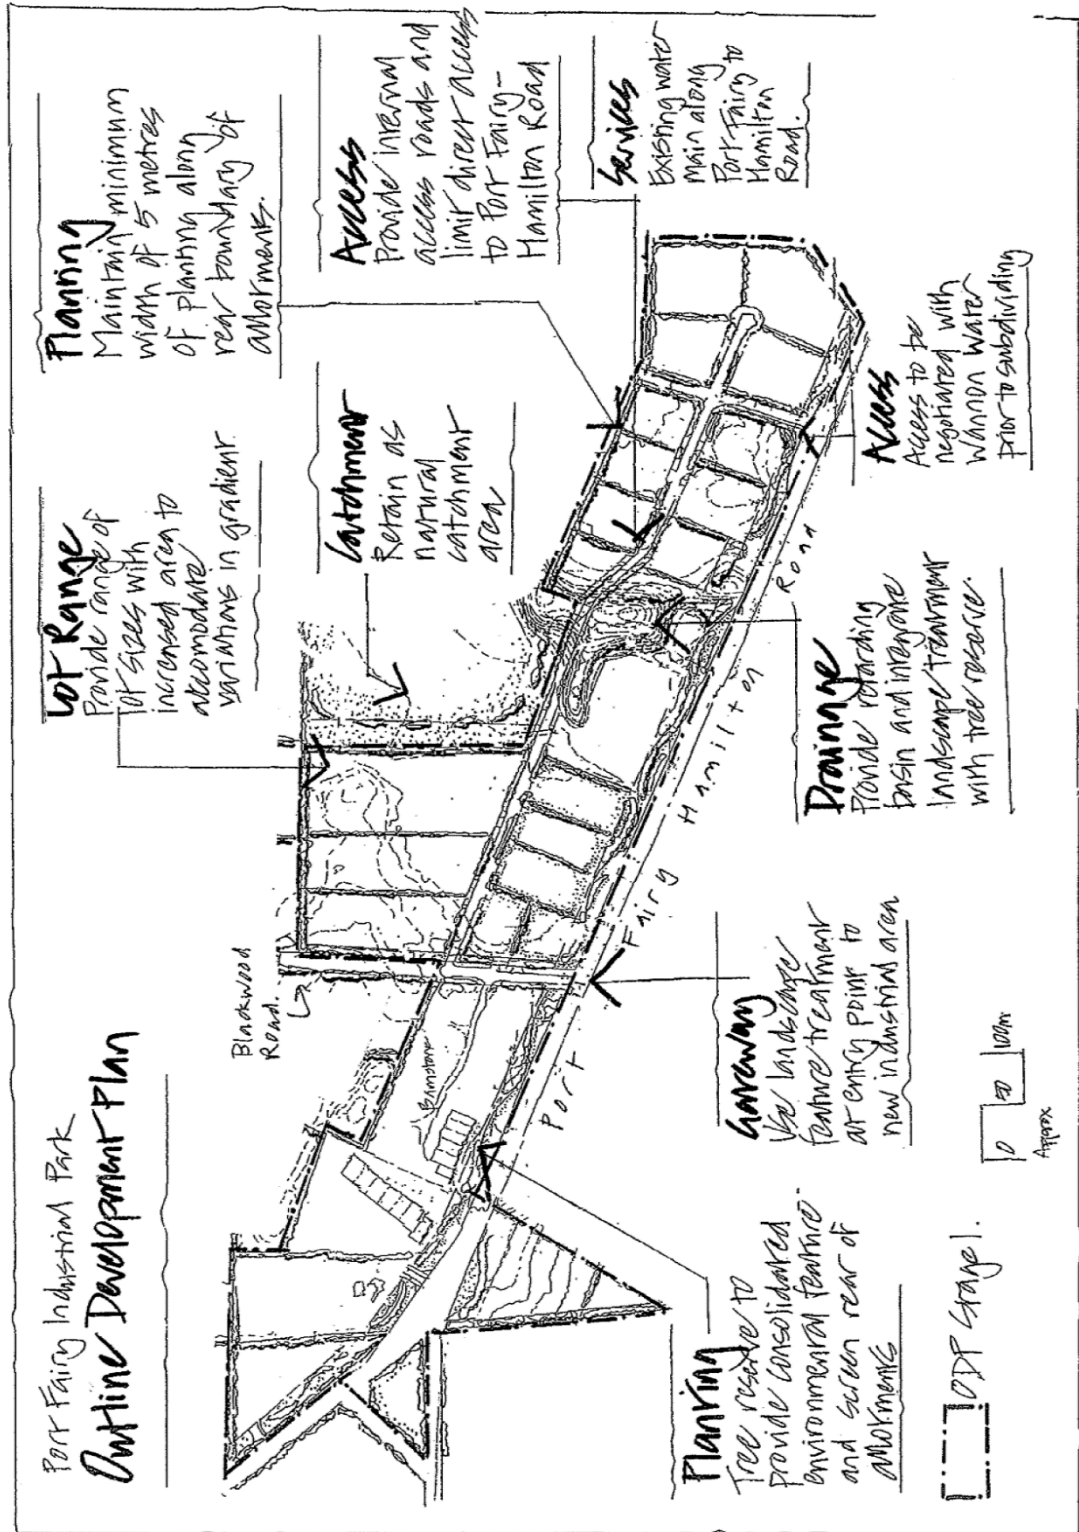 Port Fairy Industrial Park
Outline Development Plan
Lot Range
Provide range of
lot sizes with
increased area to
accomodate
variations in gradient
Planting
Maintain minimum
width of 5 metres
of planting along
rear boundary of
allotments.
Catchment
Retain as
natural
catchment
area
Access
Provide internal
access roads and
limit direct access
to Port Fairy-
Hamilton Road
Services
Existing water
main along
Port Fairy to
Hamilton
Road.
Blackwood
Road.
Bamstone
Port Fairy Hamilton Road
Planting
Tree reserve to
provide consolidated
environmental feature
and screen rear of
allotments
Gateway
Use landscape
feature treatment
at entry point to
new industrial area
Drainge
Provide retarding
basin and integrate
landscape treatment
with tree reserve.
Access
Access to be
negotiated with
Wannon Water
prior to subdividing
ODP Stage 1.
0 50 100m
Approx